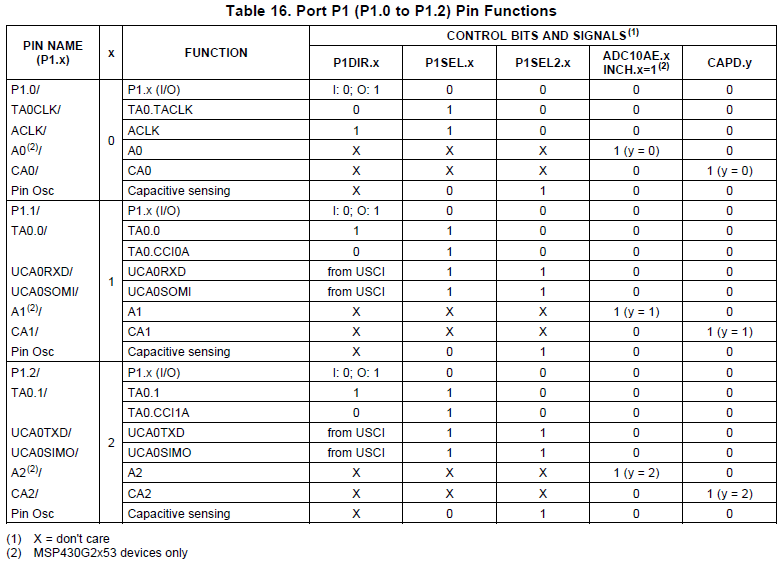 Table 16. Port P1 (P1.0 to P1.2) Pin Functions
PIN NAME (P1.x) x FUNCTION CONTROL BITS AND SIGNALS(1)
P1DIR.x P1SEL.x P1SEL2.x ADC10AE.x INCH.x=1(2) CAPD.y
P1.0/ P1.x (I/O) I: 0; O: 1 0 0 0 0
TA0CLK/ TA0.TACLK 0 1 0 0 0
ACLK/ ACLK 1 1 0 0 0
A0(2)/ 0 A0 X X X 1 (y = 0) 0
CA0/ CA0 X X X 0 1 (y = 0)
Pin Osc Capacitive sensing X 0 1 0 0
P1.1/ P1.x (I/O) I: 0; O: 1 0 0 0 0
TA0.0/ TA0.0 1 1 0 0 0
TA0.CCI0A 0 1 0 0 0
UCA0RXD/ 1 UCA0RXD from USCI 1 1 0 0
UCA0SOMI/ UCA0SOMI from USCI 1 1 0 0
A1(2)/ A1 X X X 1 (y = 1) 0
CA1/ CA1 X X X 0 1 (y = 1)
Pin Osc Capacitive sensing X 0 1 0 0
P1.2/ P1.x (I/O) I: 0; O: 1 0 0 0 0
TA0.1/ TA0.1 1 1 0 0 0
TA0.CCI1A 0 1 0 0 0
UCA0TXD/ 2 UCA0TXD from USCI 1 1 0 0
UCA0SIMO/ UCA0SIMO from USCI 1 1 0 0
A2(2)/ A2 X X X 1 (y = 2) 0
CA2/ CA2 X X X 0 1 (y = 2)
Pin Osc Capacitive sensing X 0 1 0 0
(1) X = don't care
(2) MSP430G2x53 devices only